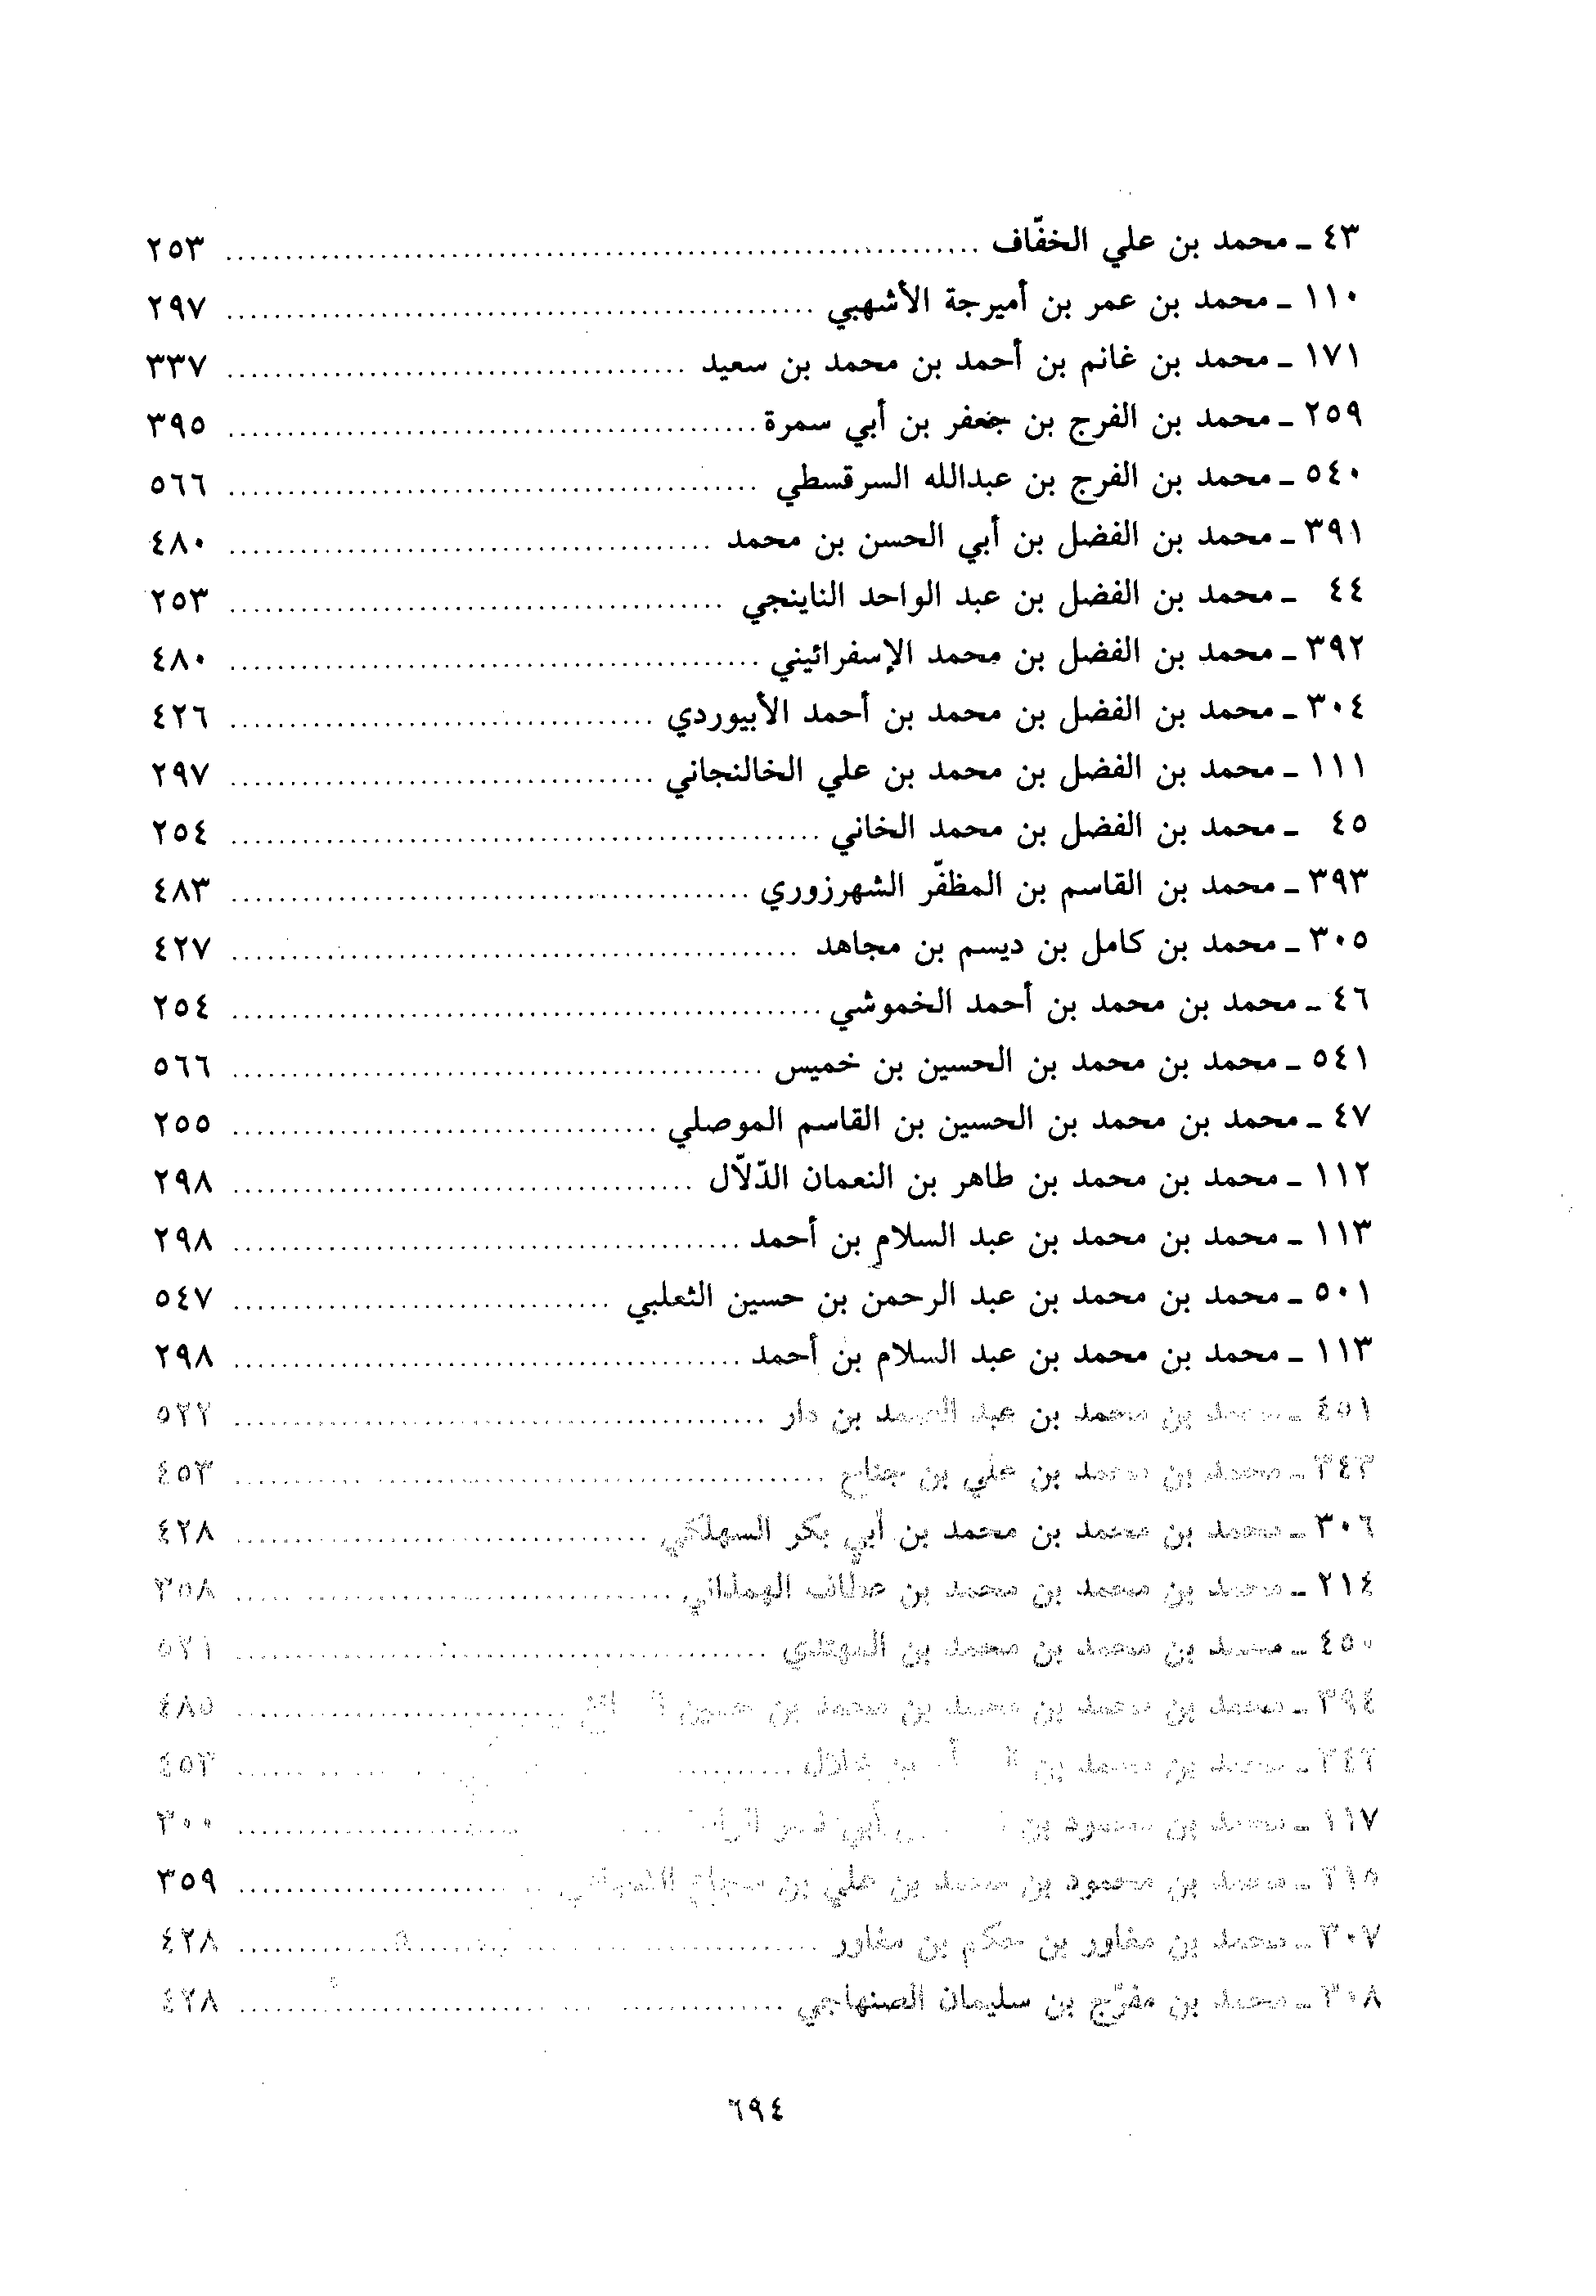 ٤٣ ـ محمد بن علي الخفّاف ........ ٢٥٣
١١٠ ـ محمد بن عمر بن أميرجة الأشهبي ........ ٢٩٧
١٧١ ـ محمد بن غانم بن أحمد بن محمد بن سعيد ........ ٣٣٧
٢٥٩ ـ محمد بن الفرج بن جعفر بن أبي سمرة ........ ٣٩٥
٥٤٠ ـ محمد بن الفرج بن عبدالله السرقسطي ........ ٥٦٦
٣٩١ ـ محمد بن الفضل بن أبي الحسن بن محمد ........ ٤٨٠
٤٤ ـ محمد بن الفضل بن عبد الواحد الناينجي ........ ٢٥٣
٣٩٢ ـ محمد بن الفضل بن محمد الإسفرائيني ........ ٤٨٠
٣٠٤ ـ محمد بن الفضل بن محمد بن أحمد الأبيوردي ........ ٤٢٦
١١١ ـ محمد بن الفضل بن محمد بن علي الخالنجاني ........ ٢٩٧
٤٥ ـ محمد بن الفضل بن محمد الخاني ........ ٢٥٤
٣٩٣ ـ محمد بن القاسم بن المظفّر الشهرزوري ........ ٤٨٣
٣٠٥ ـ محمد بن كامل بن ديسم بن مجاهد ........ ٤٢٧
٤٦ ـ محمد بن محمد بن أحمد الخموشي ........ ٢٥٤
٥٤١ ـ محمد بن محمد بن الحسين بن خميس ........ ٥٦٦
٤٧ ـ محمد بن محمد بن الحسين بن القاسم الموصلي ........ ٢٥٥
١١٢ ـ محمد بن محمد بن طاهر بن النعمان الدّلاّل ........ ٢٩٨
١١٣ ـ محمد بن محمد بن عبد السلام بن أحمد ........ ٢٩٨
٥٠١ ـ محمد بن محمد بن عبد الرحمن بن حسين الثعلبي ........ ٥٤٧
١١٣ ـ محمد بن محمد بن عبد السلام بن أحمد ........ ٢٩٨
٤٥١ ـ محمد بن محمد بن عبد الصمد بن دار ........ ٥٢٢
٣٤٣ ـ محمد بن محمد بن علي بن جناح ........ ٤٥٣
٣٠٦ ـ محمد بن محمد بن محمد بن أبي بكر السهلكي ........ ٤٢٨
٢١٤ ـ محمد بن محمد بن محمد بن عطاف الهمداني ........ ٣٥٨
٤٥٠ ـ محمد بن محمد بن محمد بن المهتدي ........ ٥٢١
محمد بن محمد بن محمد بن محمد بن حسين ........
محمد بن محمد بن ........
١١٧ ـ محمد بن محمود بن أبي نصر ........ ٣٠٠
محمد بن محمود بن محمد بن علي بن شجاع ........ ٣٥٩
٣٠٧ ـ محمد بن مغاور بن حكم بن مغاور ........ ٤٢٨
٣٠٨ ـ محمد بن مفرّج بن سليمان الصنهاجي ........ ٤٢٨
٦٩٤